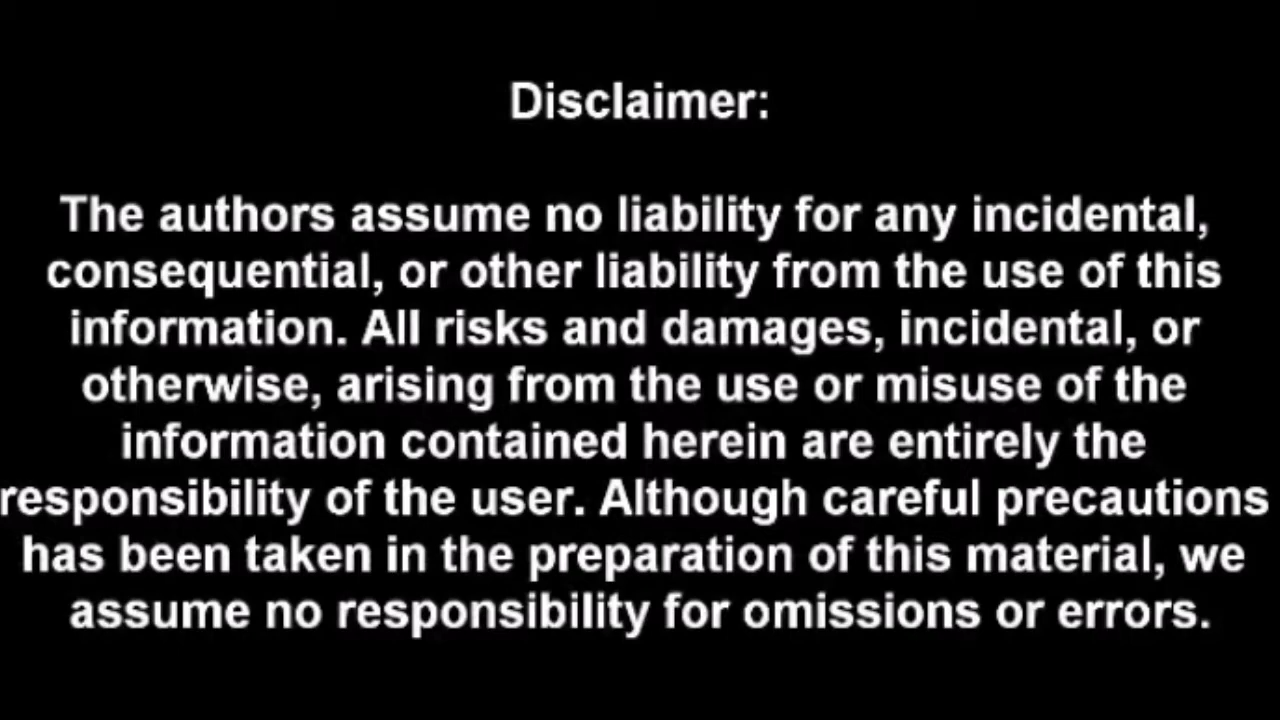 Disclaimer:
The authors assume no liability for any incidental,
consequential, or other liability from the use of this
information. All risks and damages, incidental, or
otherwise, arising from the use or misuse of the
information contained herein are entirely the
responsibility of the user. Although careful precautions
has been taken in the preparation of this material, we
assume no responsibility for omissions or errors.